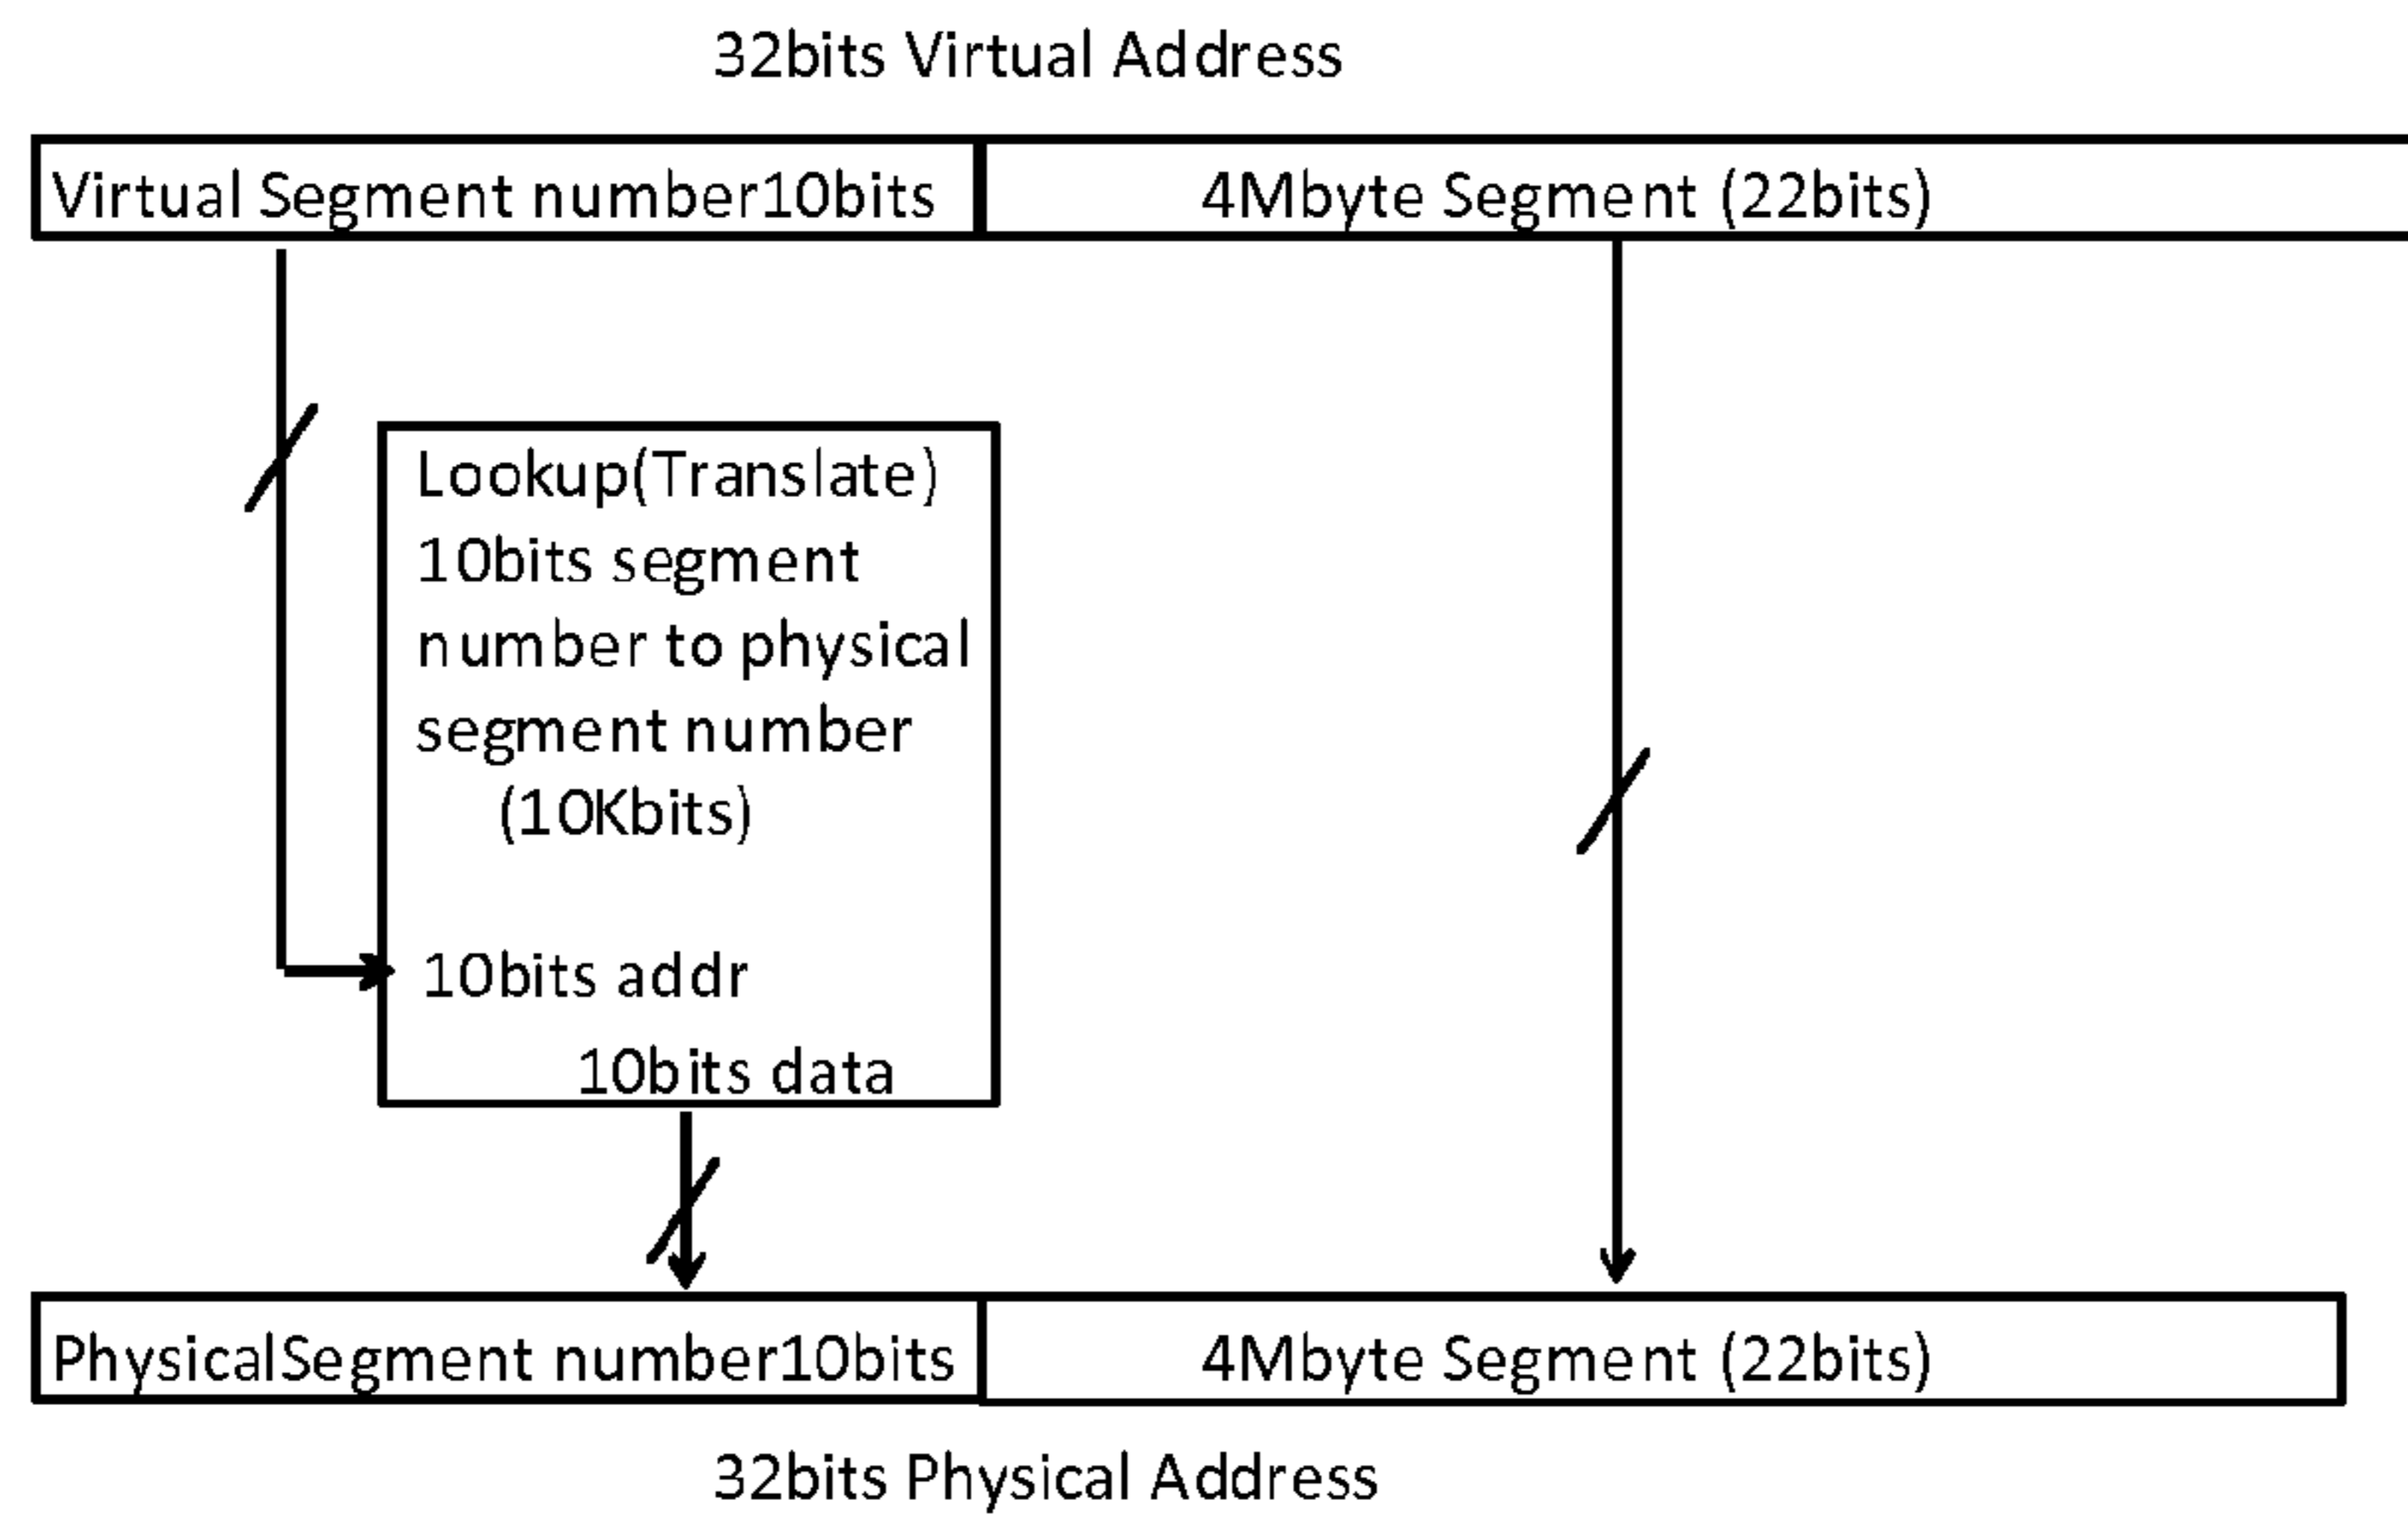 32bits Virtual Address
Virtual Segment number10bits
4Mbyte Segment (22bits)
Lookup(Translate)
10bits segment
number to physical
segment number
(10Kbits)
10bits addr
10bits data
PhysicalSegment number10bits
4Mbyte Segment (22bits)
32bits Physical Address